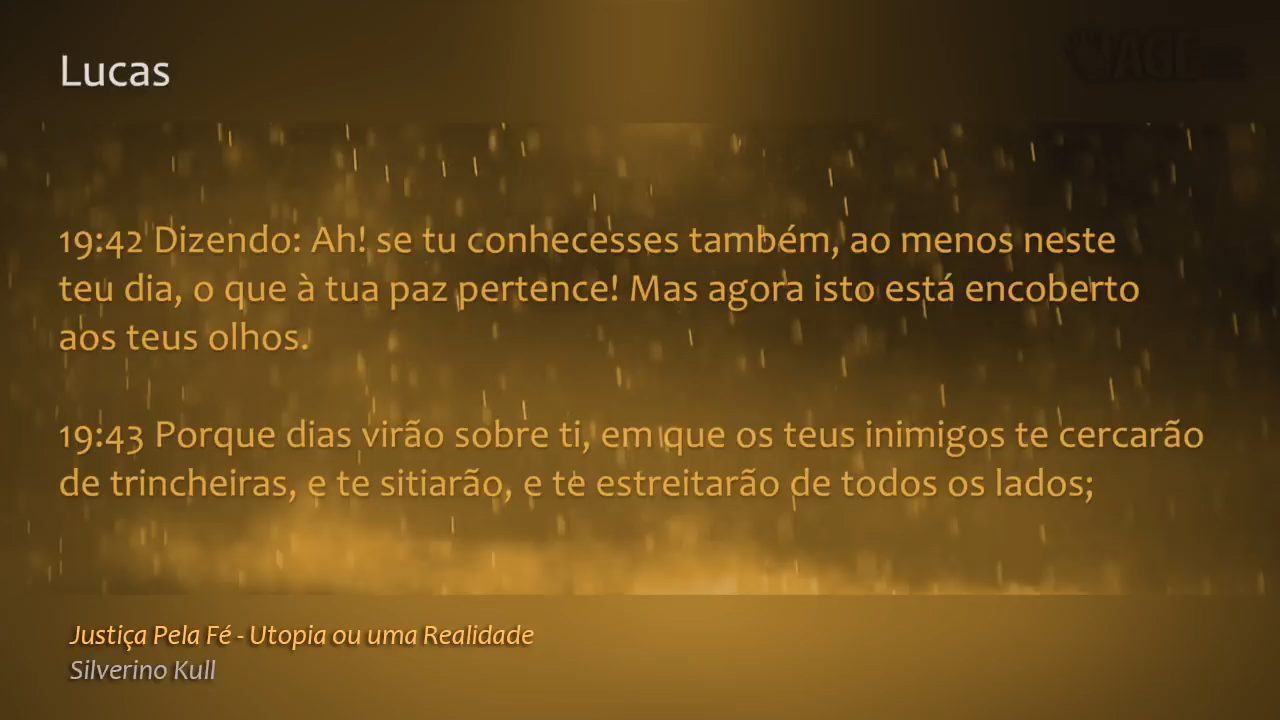 Lucas
19:42 Dizendo: Ah! se tu conhecesses também, ao menos neste
teu dia, o que à tua paz pertence! Mas agora isto está encoberto
aos teus olhos.
19:43 Porque dias virão sobre ti, em que os teus inimigos te cercarão
de trincheiras, e te sitiarão, e te estreitarão de todos os lados;
Justiça Pela Fé - Utopia ou uma Realidade
Silverino Kull